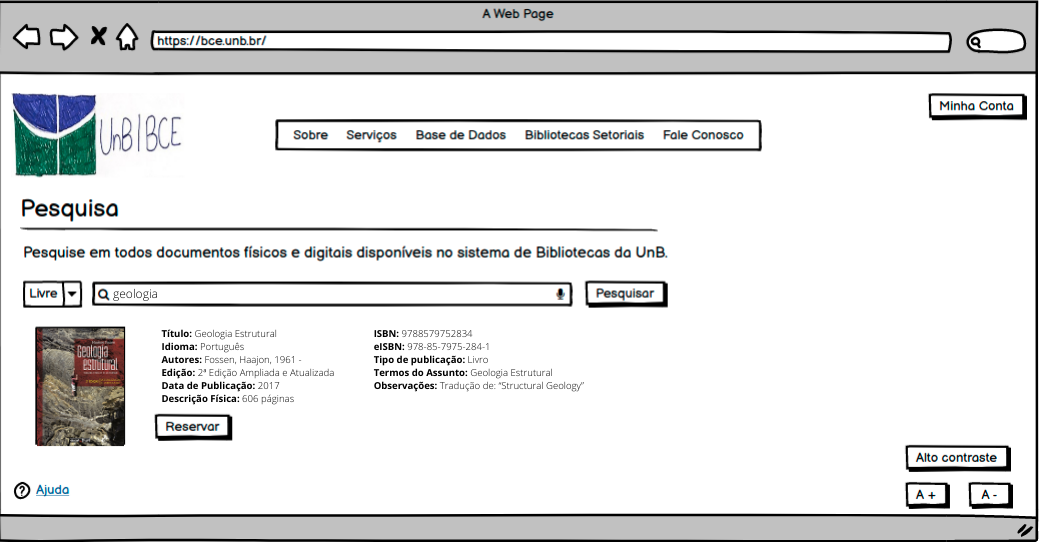 A Web Page
https://bce.unb.br/
Minha Conta
UnB|BCE
Sobre Serviços Base de Dados Bibliotecas Setoriais Fale Conosco
Pesquisa
Pesquise em todos documentos físicos e digitais disponíveis no sistema de Bibliotecas da UnB.
Livre geologia Pesquisar
Geologia
estrutural
Título: Geologia Estrutural
Idioma: Português
Autores: Fossen, Haajon, 1961 -
Edição: 2ª Edição Ampliada e Atualizada
Data de Publicação: 2017
Descrição Física: 606 páginas
ISBN: 9788579752834
eISBN: 978-85-7975-284-1
Tipo de publicação: Livro
Termos do Assunto: Geologia Estrutural
Observações: Tradução de: “Structural Geology”
Reservar
Alto contraste
? Ajuda
A + A -